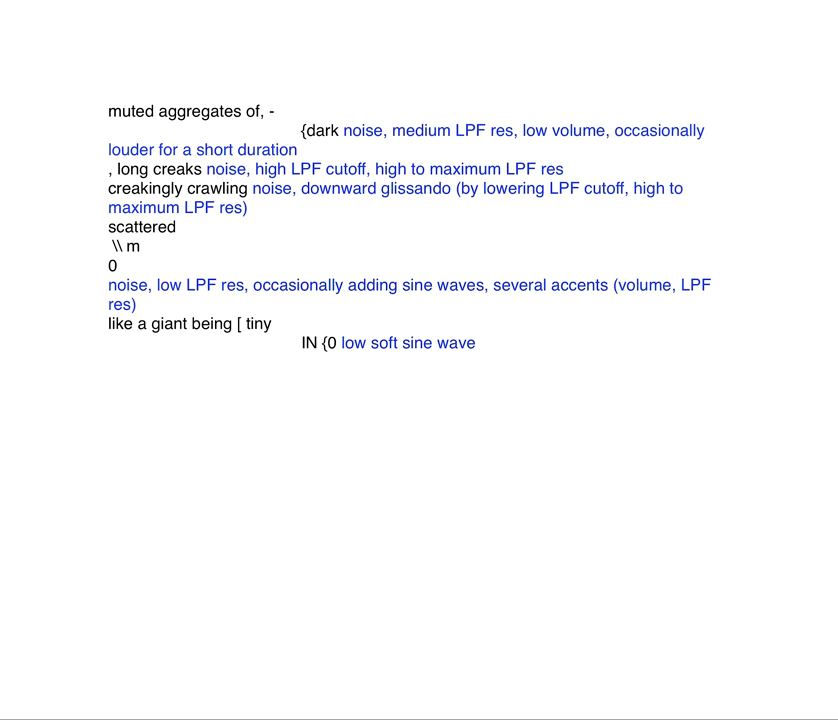 muted aggregates of, -
{dark noise, medium LPF res, low volume, occasionally
louder for a short duration
, long creaks noise, high LPF cutoff, high to maximum LPF res
creakingly crawling noise, downward glissando (by lowering LPF cutoff, high to
maximum LPF res)
scattered
\\ m
0
noise, low LPF res, occasionally adding sine waves, several accents (volume, LPF
res)
like a giant being [ tiny
IN {0 low soft sine wave